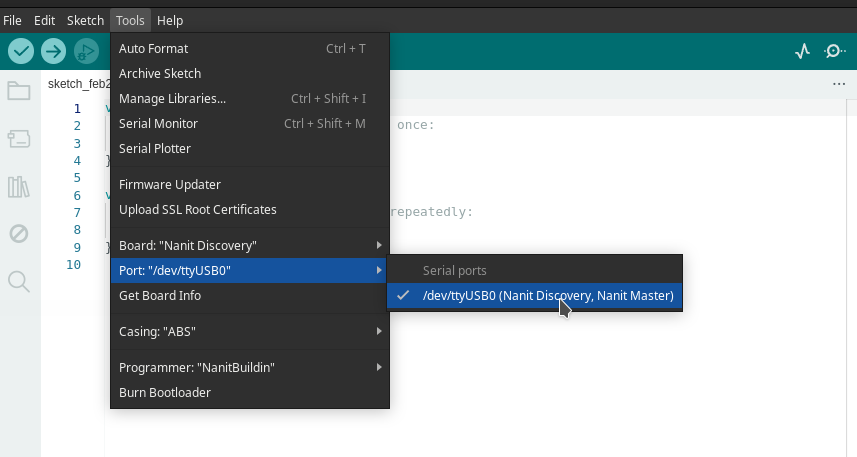 File Edit Sketch Tools Help
sketch_feb2
Auto Format Ctrl + T
Archive Sketch
Manage Libraries... Ctrl + Shift + I
Serial Monitor Ctrl + Shift + M
Serial Plotter
Firmware Updater
Upload SSL Root Certificates
Board: "Nanit Discovery"
Port: "/dev/ttyUSB0"
Get Board Info
Casing: "ABS"
Programmer: "NanitBuildin"
Burn Bootloader
Serial ports
/dev/ttyUSB0 (Nanit Discovery, Nanit Master)
1 v
2 once:
3
4 }
5
6 v
7 repeatedly:
8
9 }
10